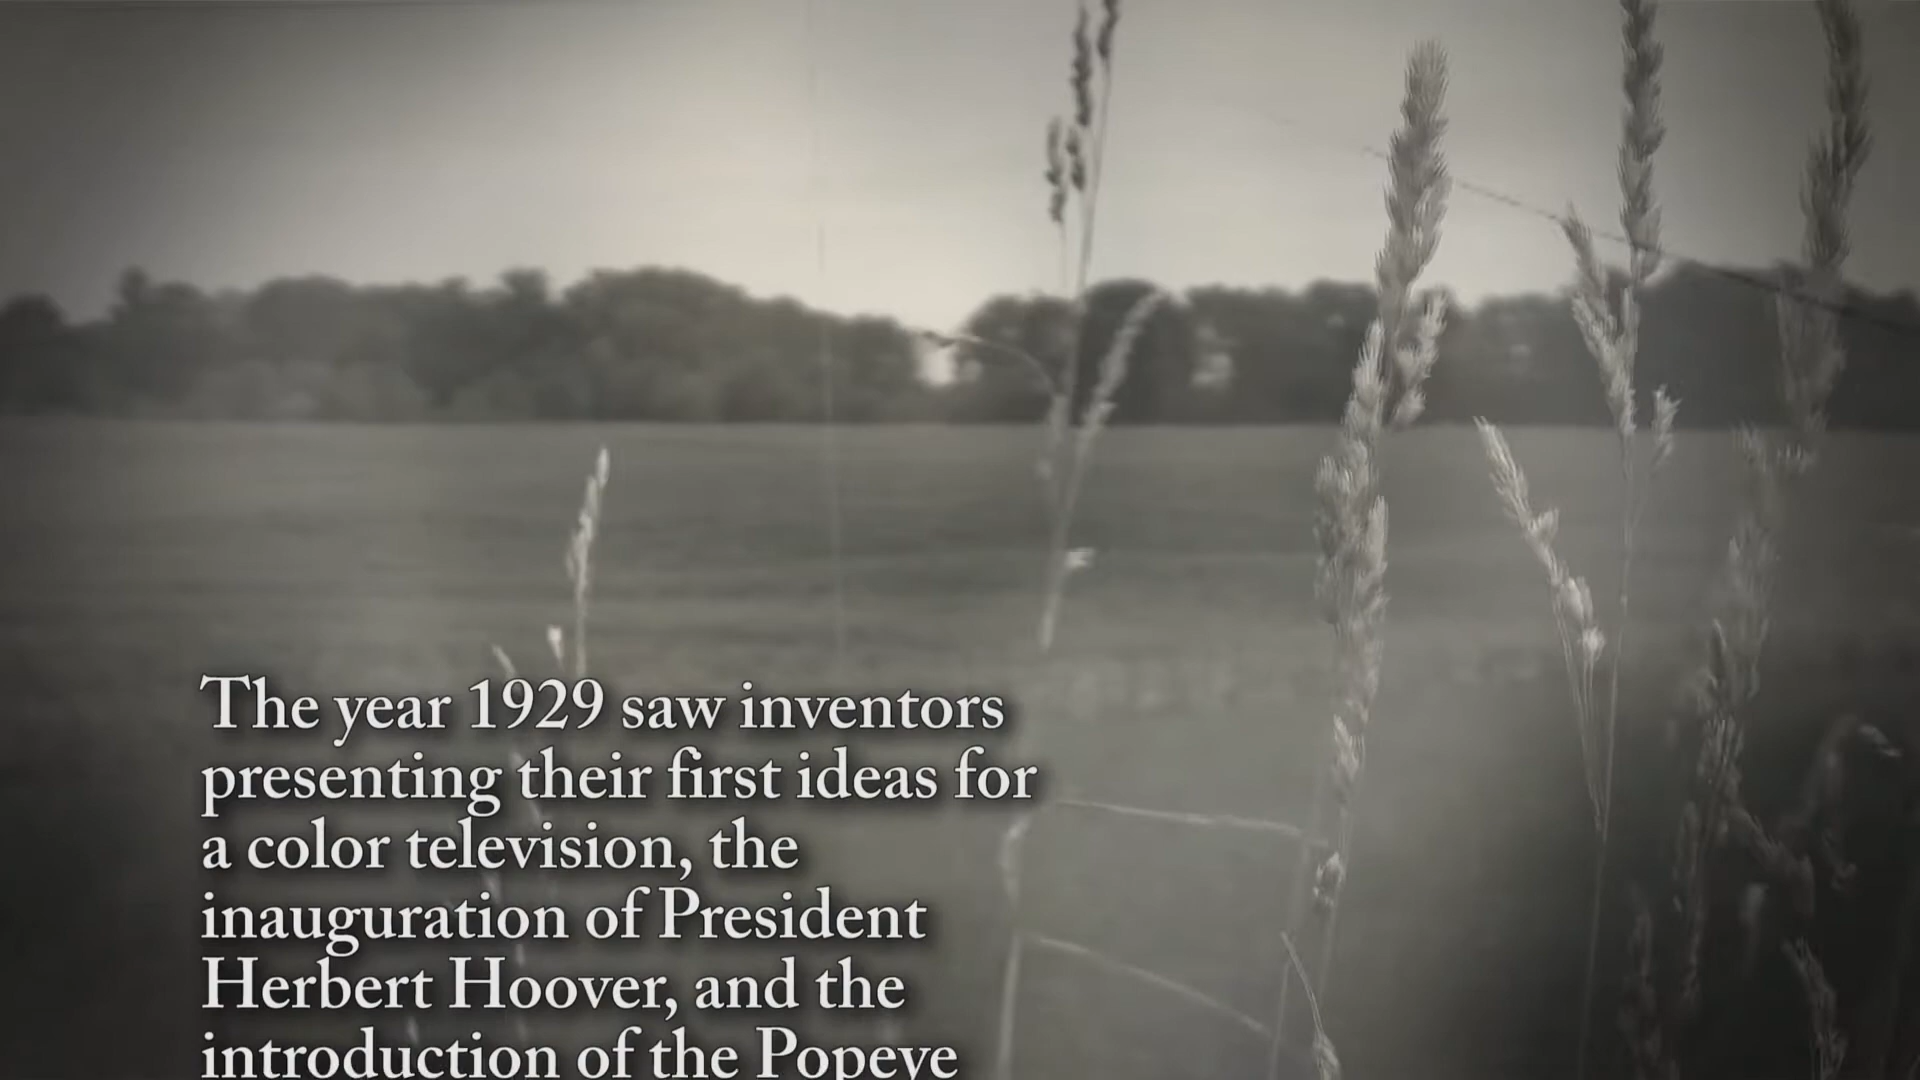 The year 1929 saw inventors
presenting their first ideas for
a color television, the
inauguration of President
Herbert Hoover, and the
introduction of the Popeye